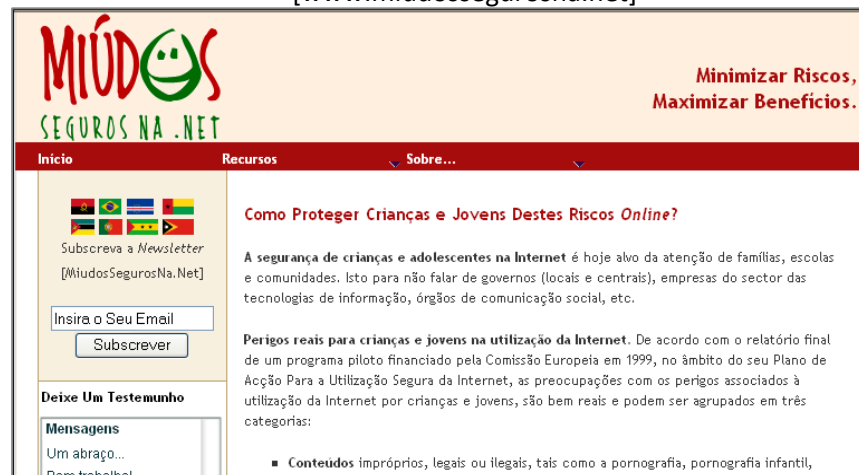 [www.miudossegurosna.net]
MIÚDOS
SEGUROS NA .NET
Minimizar Riscos,
Maximizar Benefícios.
Inicio
Recursos
Sobre...
Subscreva a Newsletter
[MiudosSegurosNa.Net]
Insira o Seu Email
Subscrever
Deixe Um Testemunho
Mensagens
Um abraço...
Como Proteger Crianças e Jovens Destes Riscos Online?
A segurança de crianças e adolescentes na Internet é hoje alvo da atenção de famílias, escolas
e comunidades. Isto para não falar de governos (locais e centrais), empresas do sector das
tecnologias de informação, órgãos de comunicação social, etc.
Perigos reais para crianças e jovens na utilização da Internet. De acordo com o relatório final
de um programa piloto financiado pela Comissão Europeia em 1999, no âmbito do seu Plano de
Acção Para a Utilização Segura da Internet, as preocupações com os perigos associados à
utilização da Internet por crianças e jovens, são bem reais e podem ser agrupados em três
categorias:
Conteúdos impróprios, legais ou ilegais, tais como a pornografia, pornografia infantil,